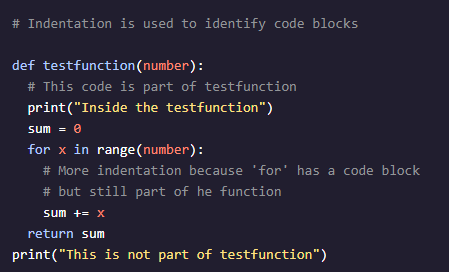 # Indentation is used to identify code blocks
def testfunction(number):
# This code is part of testfunction
print("Inside the testfunction")
sum = 0
for x in range(number):
# More indentation because 'for' has a code block
# but still part of he function
sum += x
return sum
print("This is not part of testfunction")